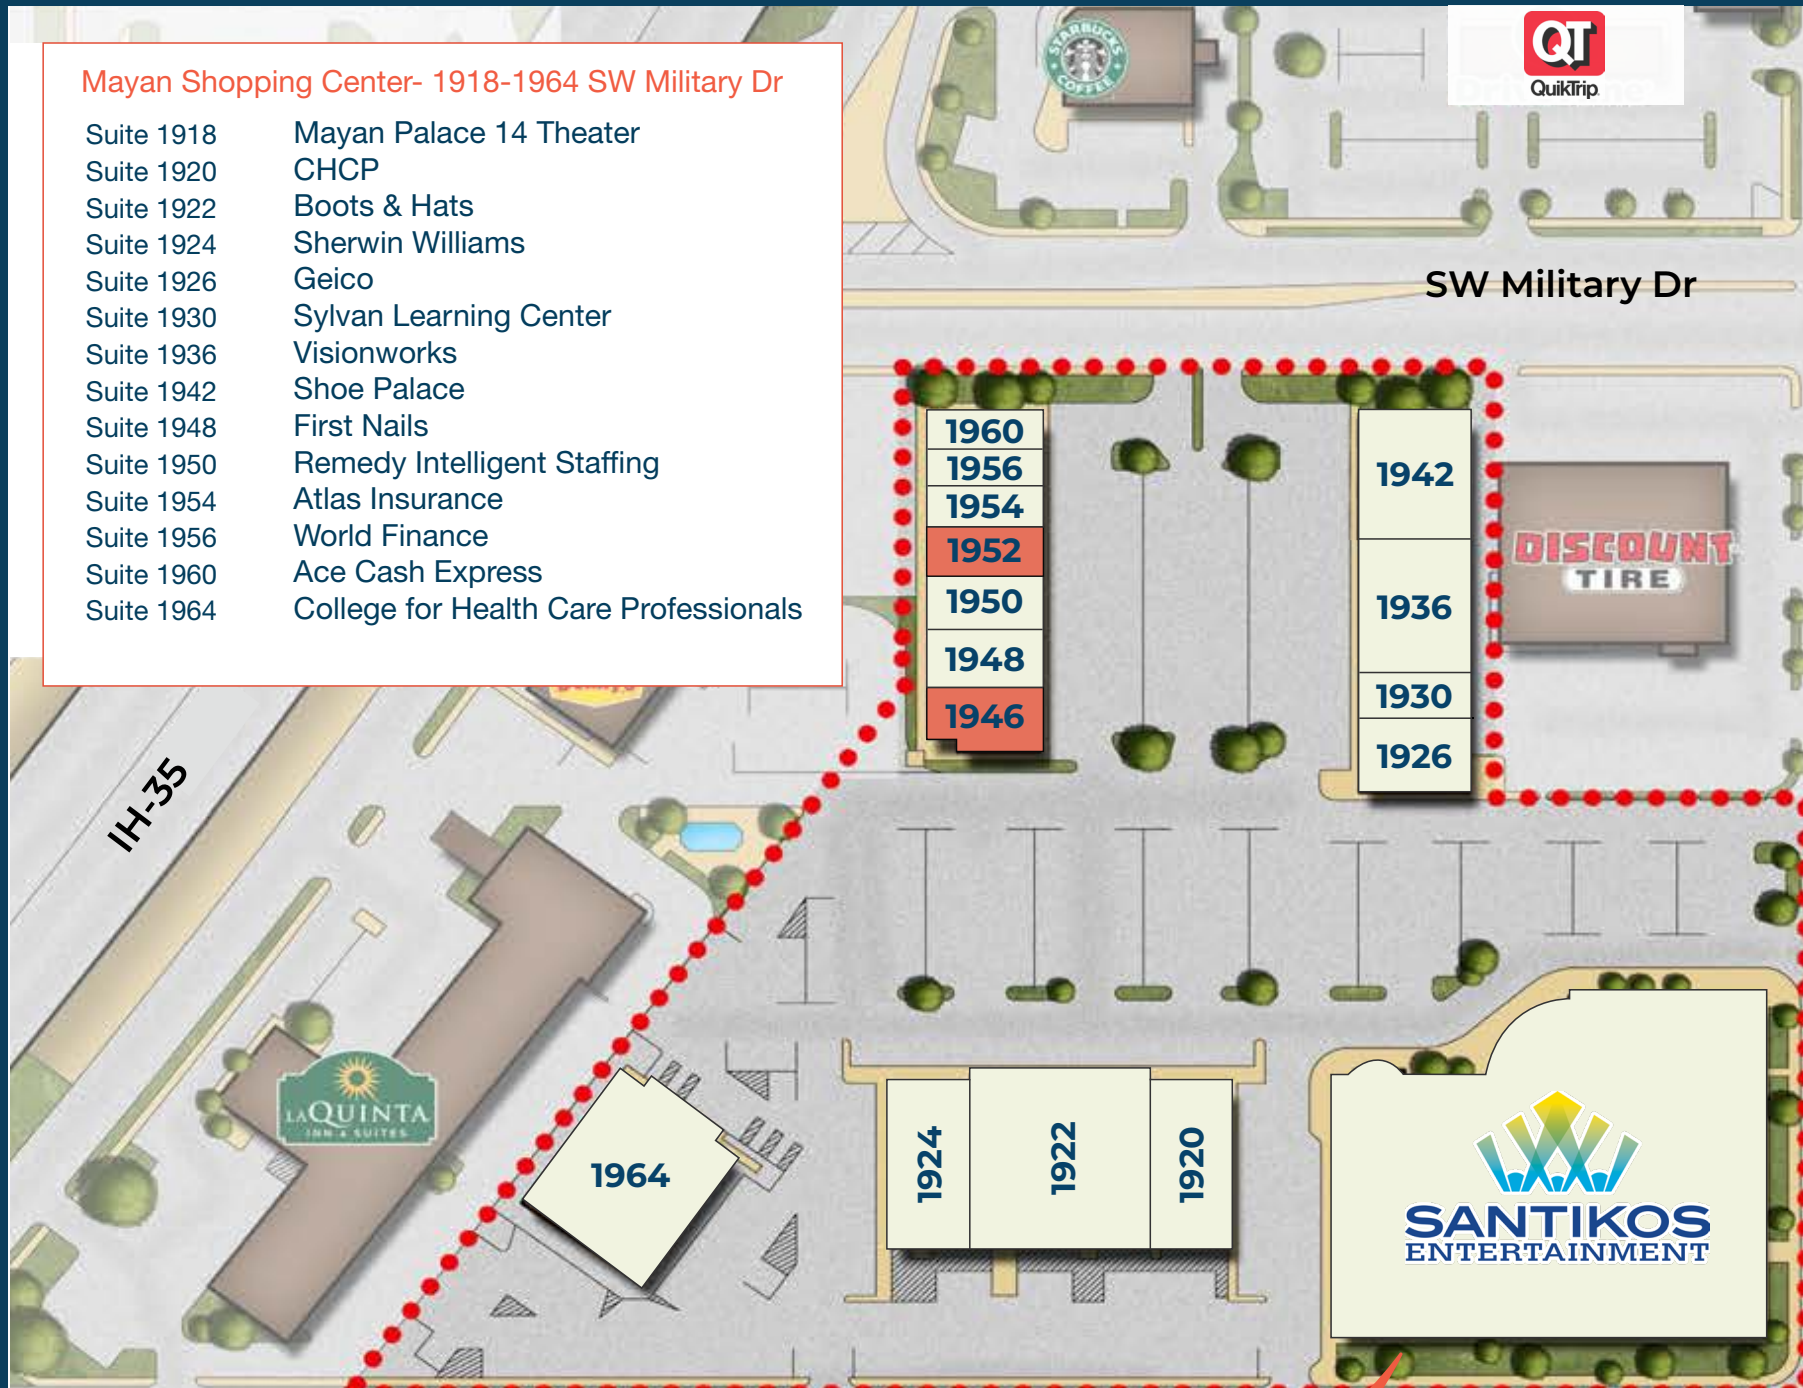 Mayan Shopping Center- 1918-1964 SW Military Dr
Suite 1918 Mayan Palace 14 Theater
Suite 1920 CHCP
Suite 1922 Boots & Hats
Suite 1924 Sherwin Williams
Suite 1926 Geico
Suite 1930 Sylvan Learning Center
Suite 1936 Visionworks
Suite 1942 Shoe Palace
Suite 1948 First Nails
Suite 1950 Remedy Intelligent Staffing
Suite 1954 Atlas Insurance
Suite 1956 World Finance
Suite 1960 Ace Cash Express
Suite 1964 College for Health Care Professionals
STARBUCKS
COFFEE
QT
QuikTrip
SW Military Dr
1960
1956
1954
1952
1950
1948
1946
1942
1936
1930
1926
DISCOUNT
TIRE
IH-35
LAQUINTA
INN & SUITES
1964
1924
1922
1920
SANTIKOS
ENTERTAINMENT